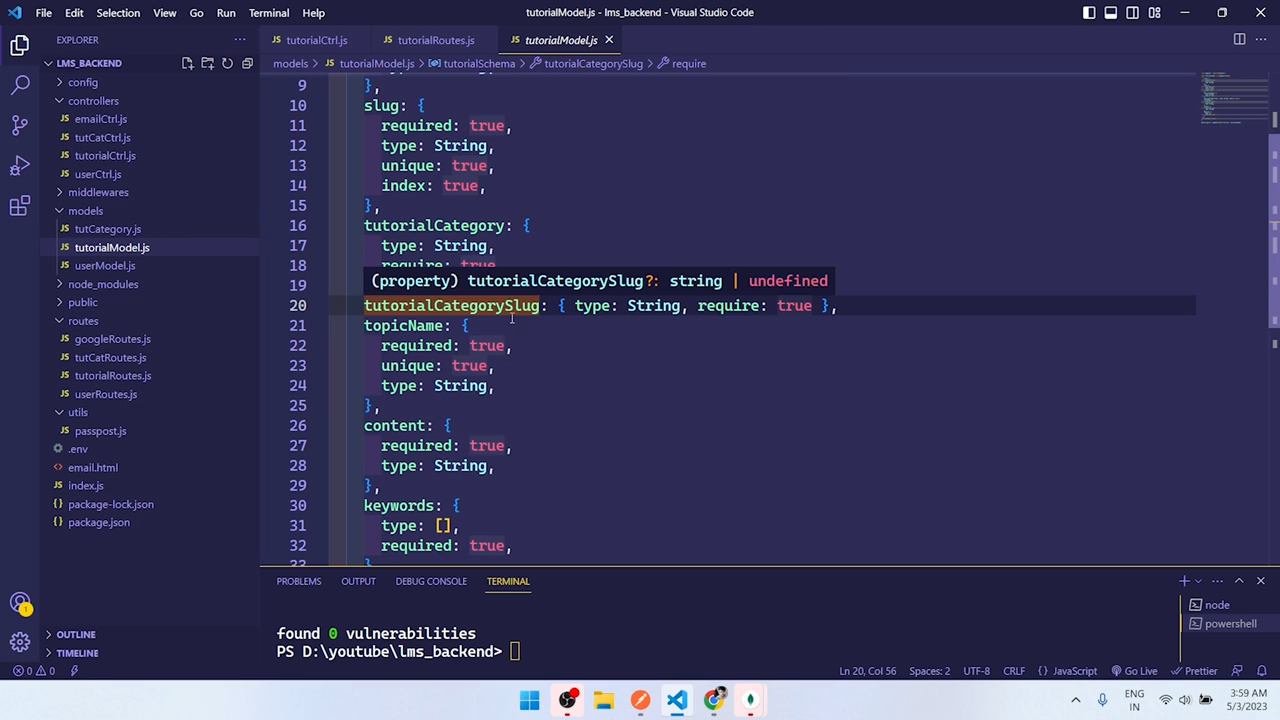 File Edit Selection View Go Run Terminal Help
tutorialModel.js - lms_backend - Visual Studio Code
EXPLORER
LMS_BACKEND
config
controllers
emailCtrl.js
tutCatCtrl.js
tutorialCtrl.js
userCtrl.js
middlewares
models
tutCategory.js
tutorialModel.js
userModel.js
node_modules
public
routes
googleRoutes.js
tutCatRoutes.js
tutorialRoutes.js
userRoutes.js
utils
passpost.js
.env
email.html
index.js
package-lock.json
package.json
OUTLINE
TIMELINE
tutorialCtrl.js tutorialRoutes.js tutorialModel.js
models > tutorialModel.js > tutorialSchema > tutorialCategorySlug > require
9 },
10 slug: {
11 required: true,
12 type: String,
13 unique: true,
14 index: true,
15 },
16 tutorialCategory: {
17 type: String,
18 require: true
19
(property) tutorialCategorySlug?: string | undefined
20 tutorialCategorySlug: { type: String, require: true },
21 topicName: {
22 required: true,
23 unique: true,
24 type: String,
25 },
26 content: {
27 required: true,
28 type: String,
29 },
30 keywords: {
31 type: [],
32 required: true,
33 }
PROBLEMS OUTPUT DEBUG CONSOLE TERMINAL
found 0 vulnerabilities
PS D:\youtube\lms_backend>
node
powershell
0 0 Ln 20, Col 56 Spaces: 2 UTF-8 CRLF {} JavaScript Go Live Prettier
1
ENG
IN
3:59 AM
5/3/2023